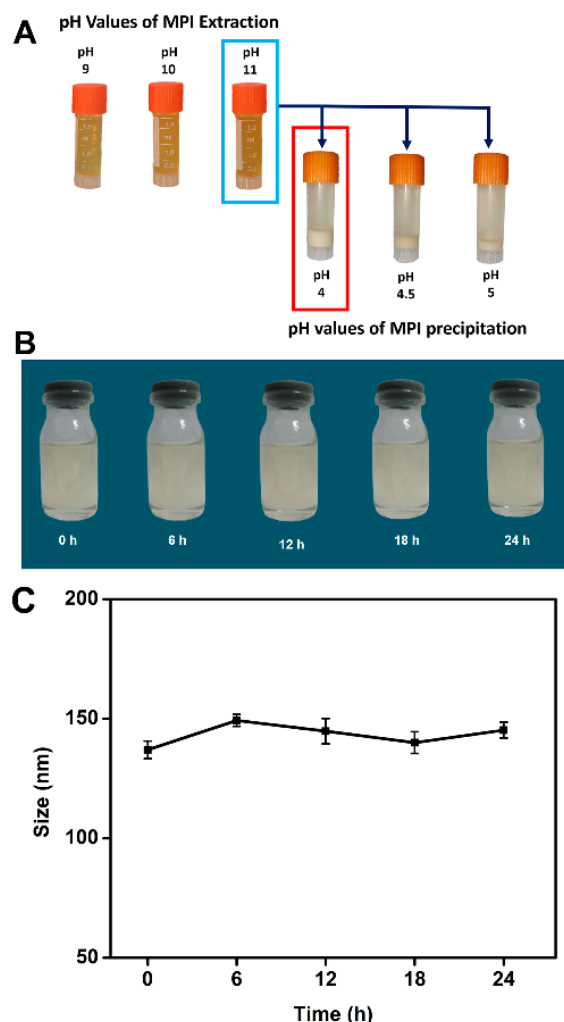 A
pH Values of MPI Extraction
pH
9
pH
10
pH
11
pH
4
pH
4.5
pH
5
pH values of MPI precipitation
B
0 h
6 h
12 h
18 h
24 h
C
200
150
100
50
Size (nm)
0
6
12
18
24
Time (h)